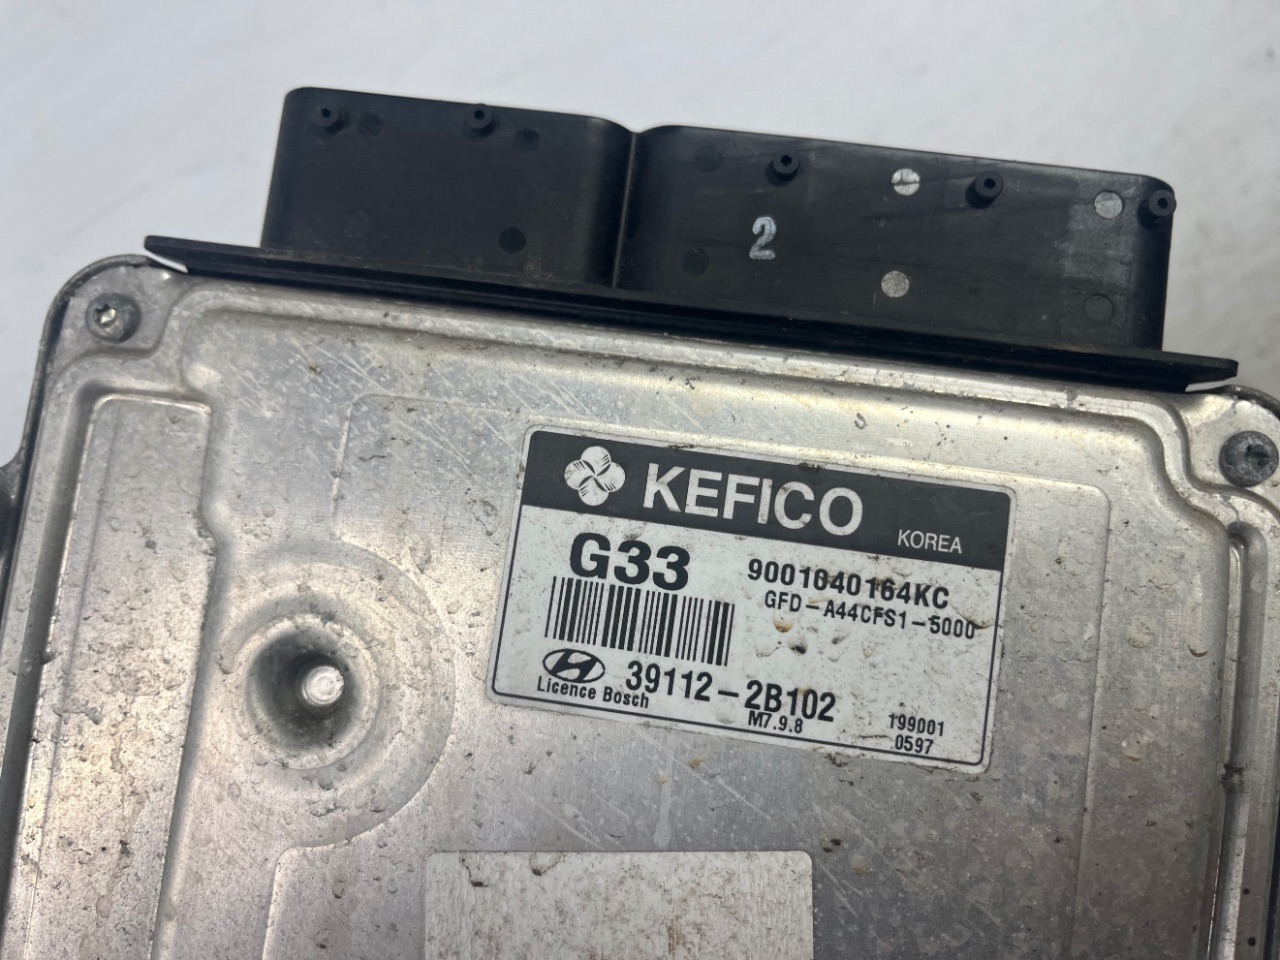 2
KEFICO
KOREA
G33
9001040164KC
GFD-A44CFS1-5000
39112-2B102
Licence Bosch
M7.9.8
199001
0597